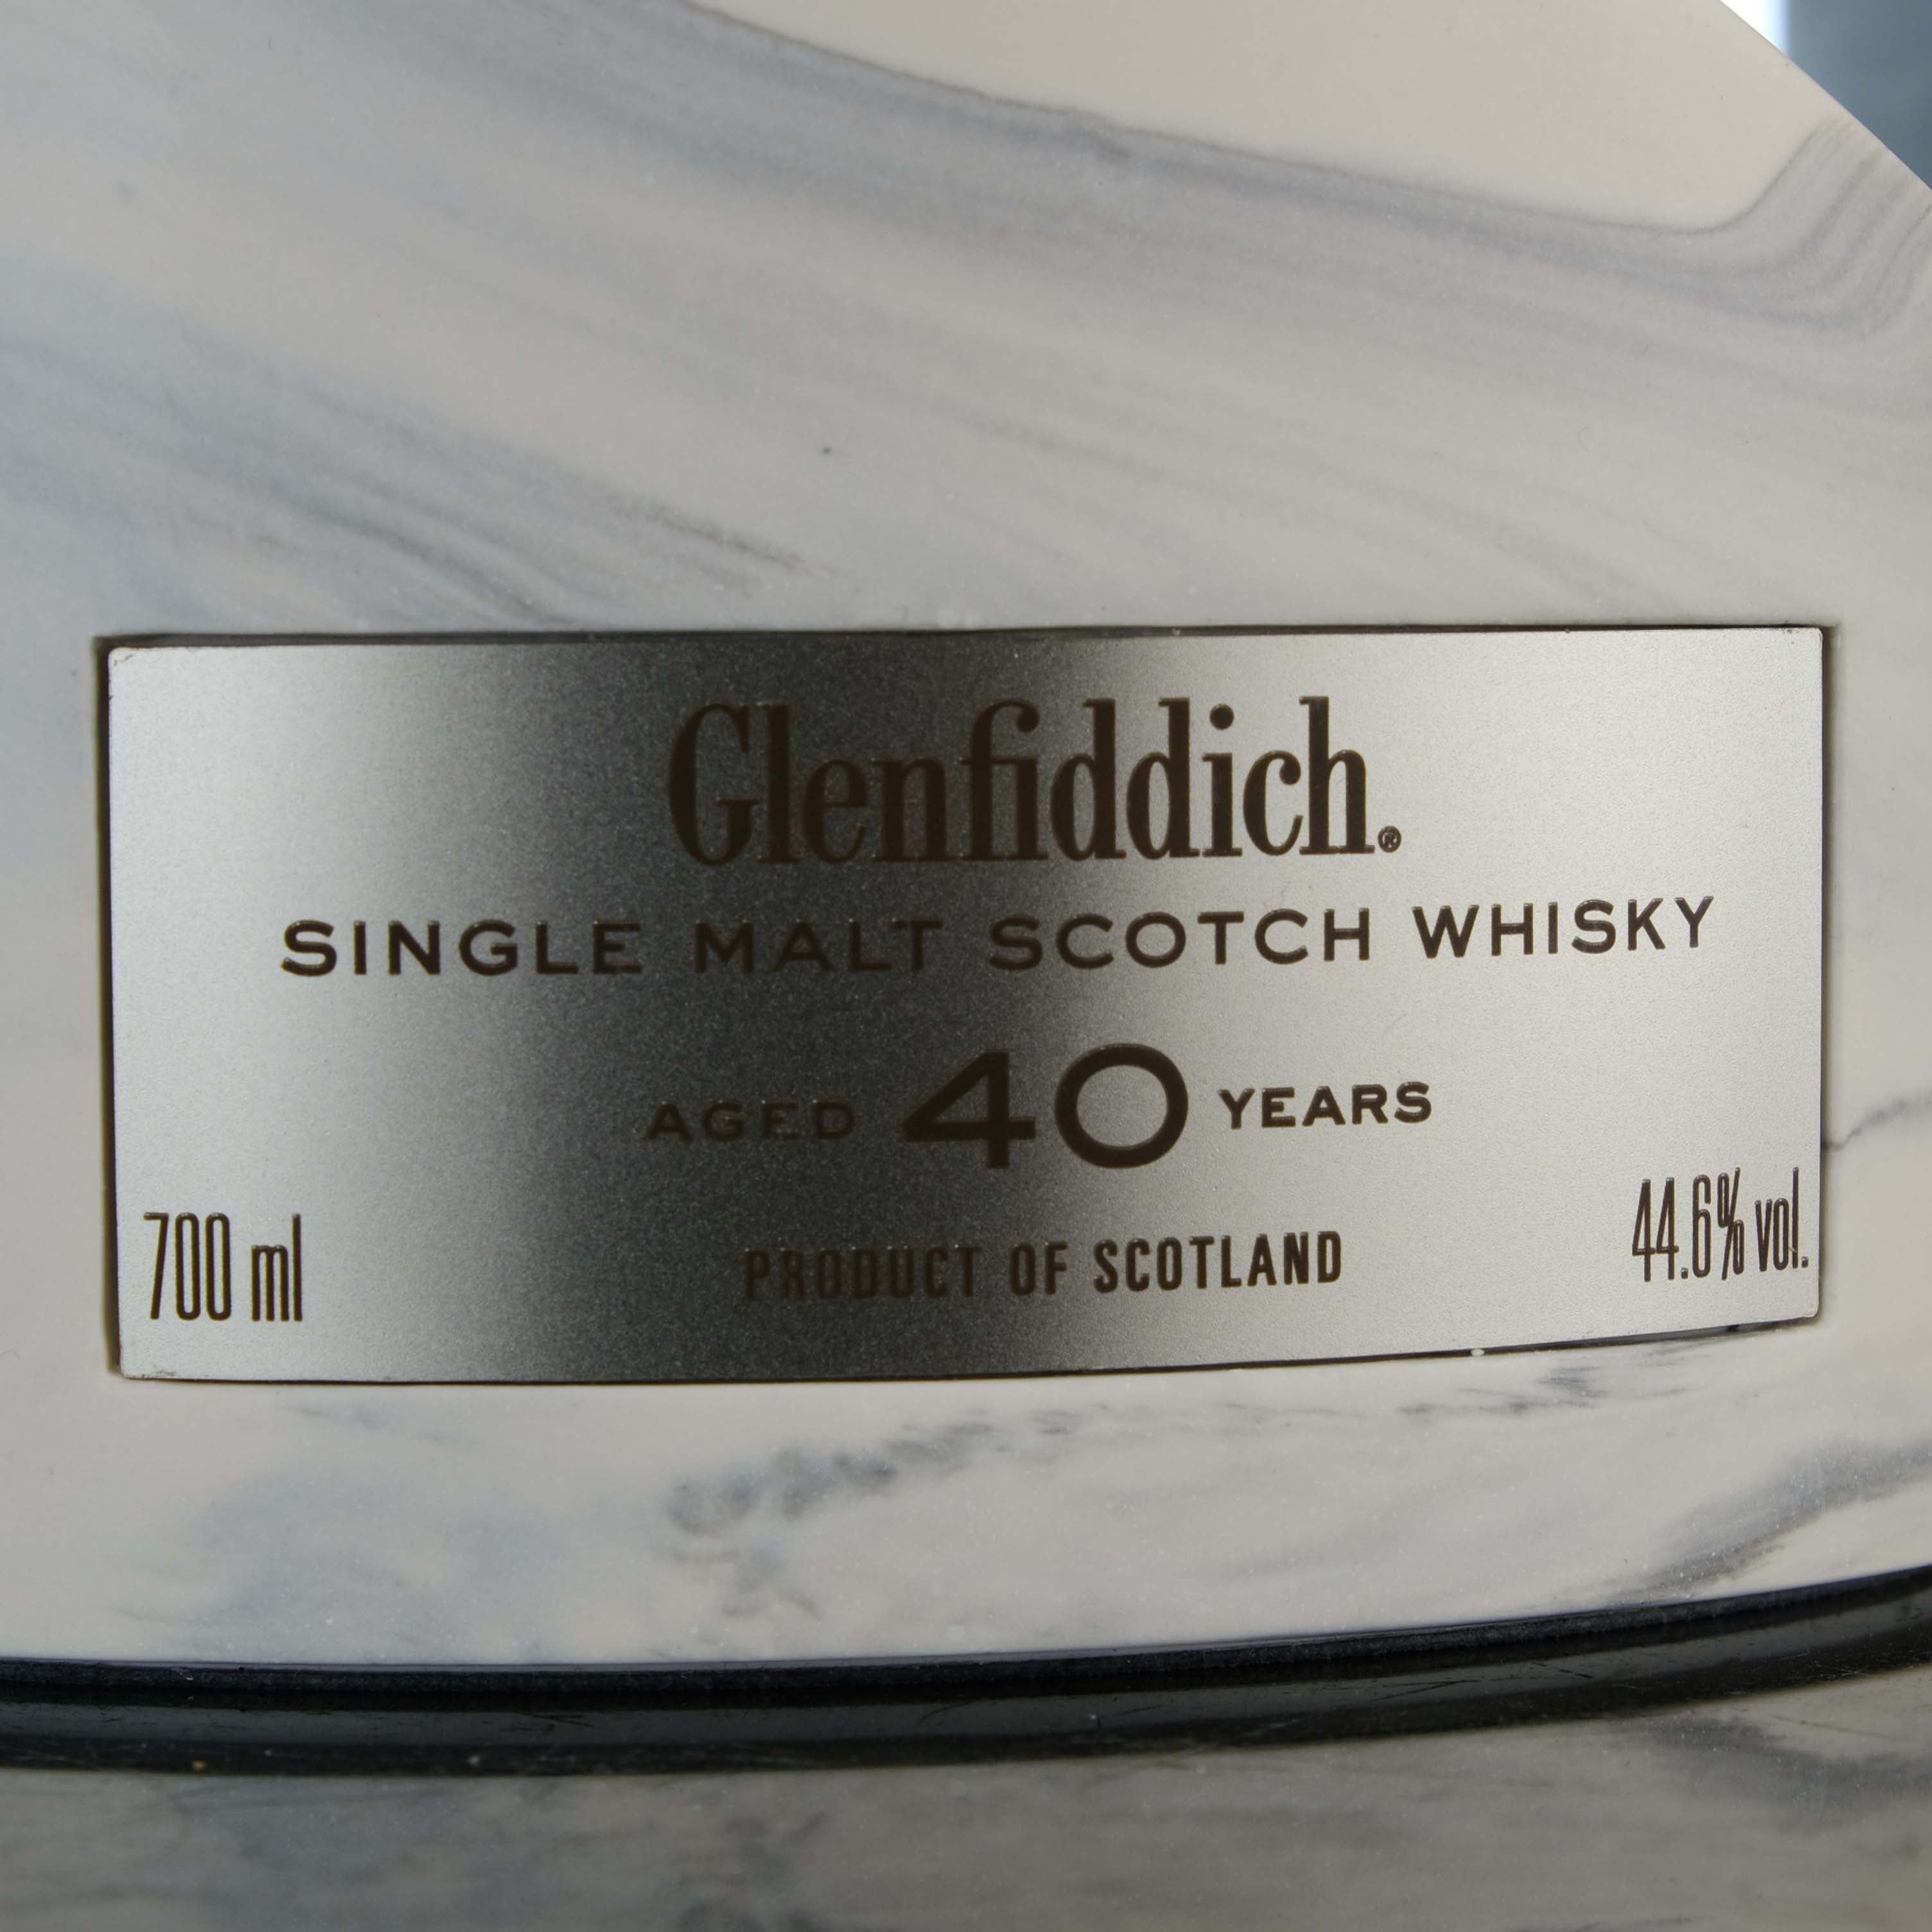 Glenfiddich®
SINGLE MALT SCOTCH WHISKY
AGED 40 YEARS
700 ml
PRODUCT OF SCOTLAND
44.6% vol.